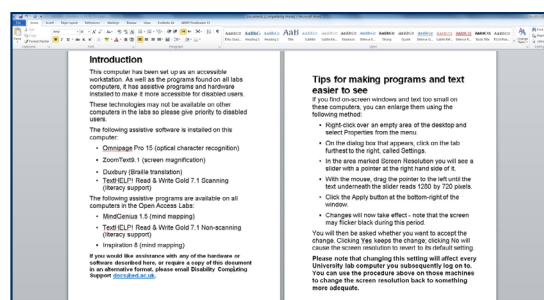 Introduction
This computer has been set up as an accessible
workstation. As well as the programs found on all labs
computers, it has assistive programs and hardware
installed to make it more accessible for disabled users.
These technologies may not be available on other
computers in the labs so please give priority to disabled
users.
The following assistive software is installed on this
computer:
• Omnipage Pro 15 (optical character recognition)
• ZoomText9.1 (screen magnification)
• Duxbury (Braille translation)
• TextHELP! Read & Write Gold 7.1 Scanning
(literacy support)
The following assistive programs are available on all
computers in the Open Access Labs:
• MindGenius 1.5 (mind mapping)
• TextHELP! Read & Write Gold 7.1 Non-scanning
(literacy support)
• Inspiration 8 (mind mapping)
If you would like assistance with any of the hardware or
software described here, or require a copy of this document
in an alternative format, please email Disability Computing
Support
Tips for making programs and text
easier to see
If you find on-screen windows and text too small on
these computers, you can enlarge them using the
following method:
• Right-click over an empty area of the desktop and
select Properties from the menu.
• On the dialog box that appears, click on the tab
furthest to the right, called Settings.
• In the area marked Screen Resolution you will see a
slider with a pointer at the right hand side of it.
• With the mouse, drag the pointer to the left until the
text underneath the slider reads 1280 by 720 pixels.
• Click the Apply button at the bottom-right of the
window.
• Changes will now take effect - note that the screen
may flicker black during this period.
You will then be asked whether you want to accept the
change. Clicking Yes keeps the change; clicking No will
cause the screen resolution to revert to its default setting.
Please note that changing this setting will affect every
University lab computer you subsequently log on to.
You can use the procedure above on those machines
to change the screen resolution back to something
more adequate.